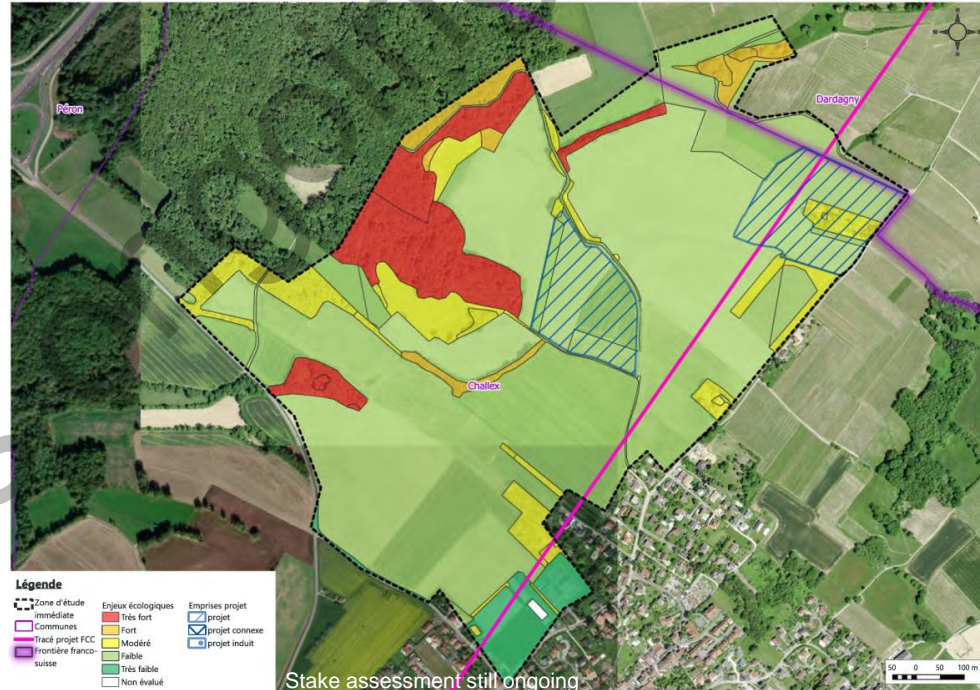 Péron
Dardagny
Challex
Légende
Zone d'étude
immédiate
Communes
Tracé projet FCC
Frontière franco-
suisse
Enjeux écologiques
Très fort
Fort
Modéré
Faible
Très faible
Non évalué
Emprises projet
projet
projet connexe
projet induit
Stake assessment still ongoing
50 0 50 100 m